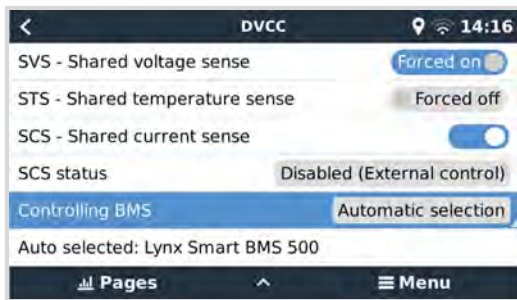 DVCC 14:16
SVS - Shared voltage sense Forced on
STS - Shared temperature sense Forced off
SCS - Shared current sense
SCS status Disabled (External control)
Controlling BMS Automatic selection
Auto selected: Lynx Smart BMS 500
Pages Menu